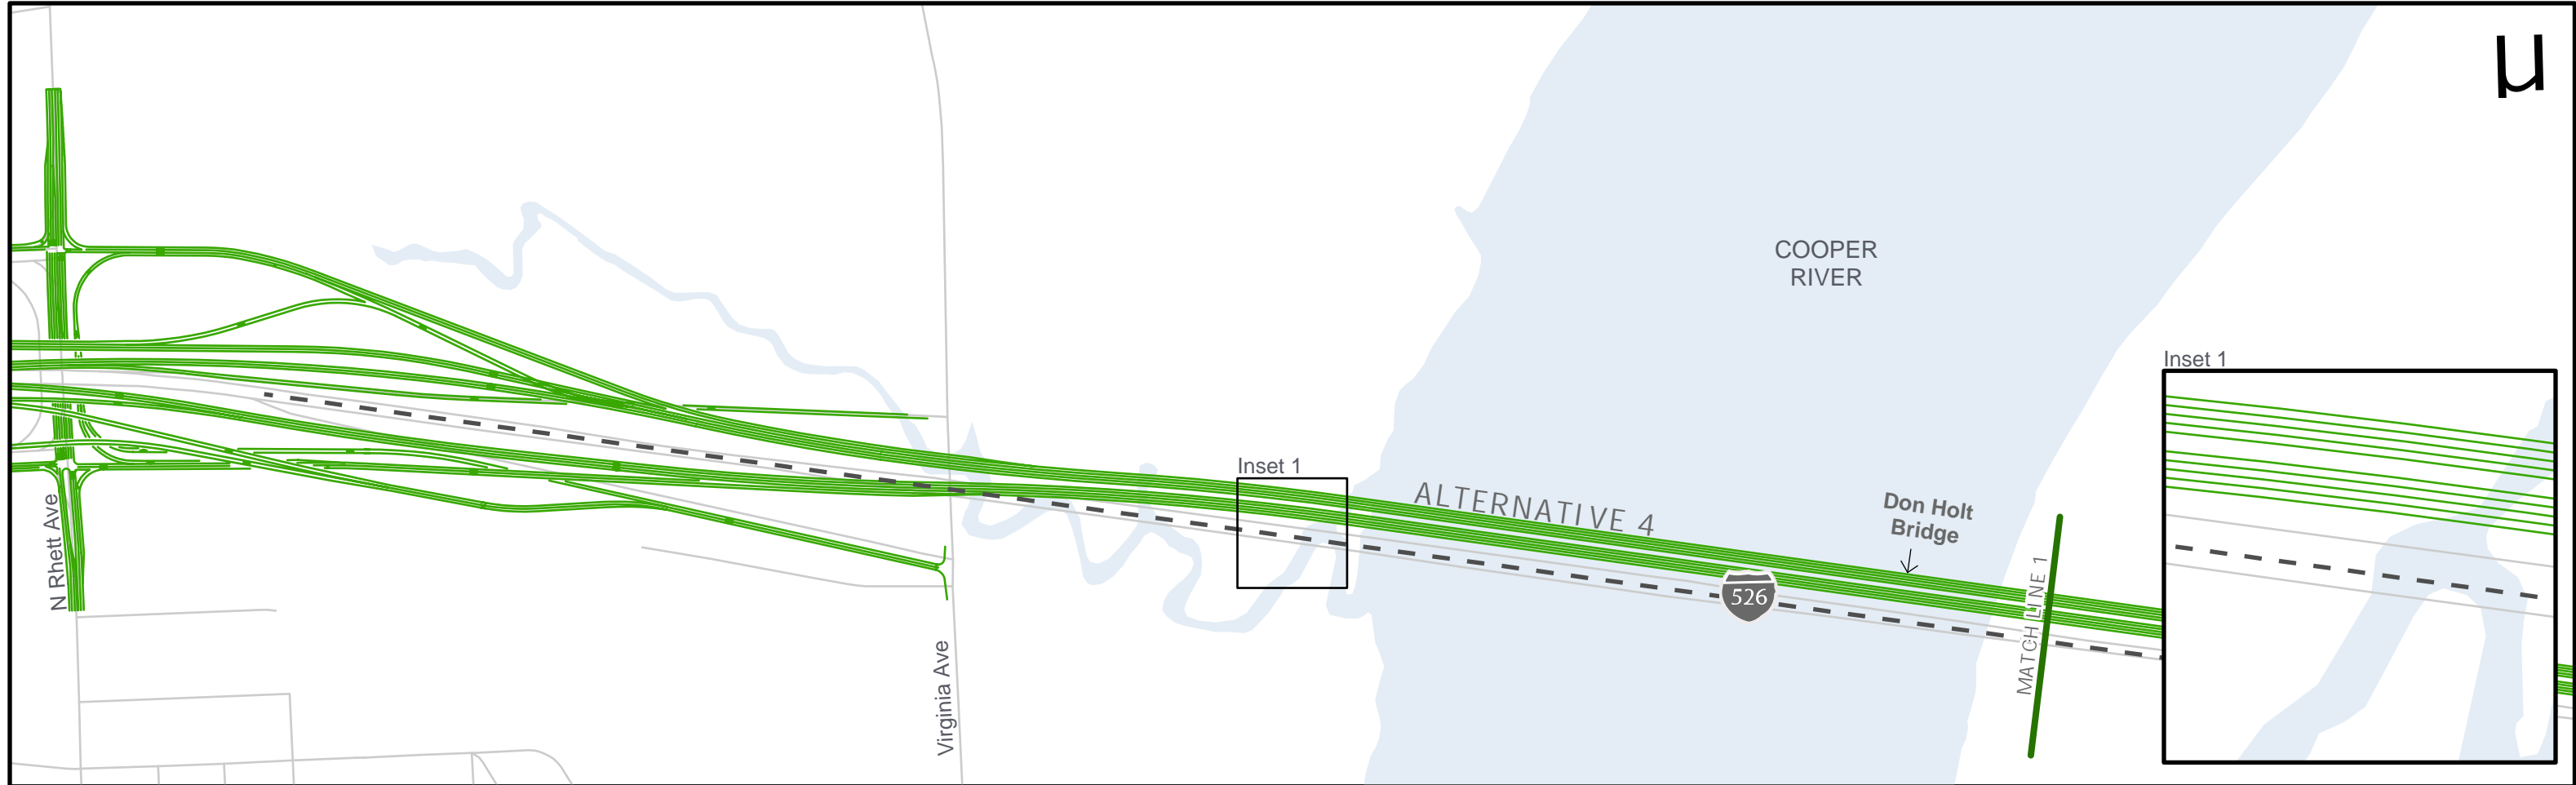 µ
COOPER
RIVER
Inset 1
Inset 1
ALTERNATIVE 4
Don Holt
Bridge
N Rhett Ave
526
MATCH LINE 1
Virginia Ave